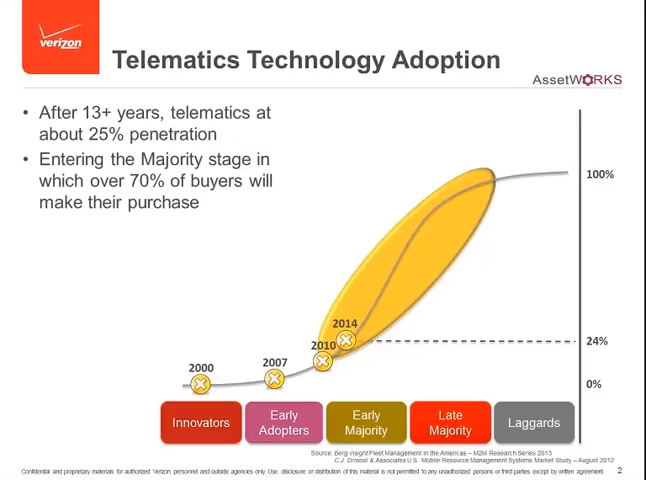 verizon
Telematics Technology Adoption
AssetWORKS
• After 13+ years, telematics at
about 25% penetration
• Entering the Majority stage in
which over 70% of buyers will
make their purchase
100%
2014
24%
2010
2007
2000
0%
Innovators
Early
Adopters
Early
Majority
Late
Majority
Laggards
Source: Berg Insight Fleet Management in the Americas – M2M Research Series 2013
C.J. Driscoll & Associates U.S. Mobile Resource Management Systems Market Study – August 2012
Confidential and proprietary materials for authorized Verizon personnel and outside agencies only. Use, disclosure or distribution of this material is not permitted to any unauthorized persons or third parties except by written agreement.
2